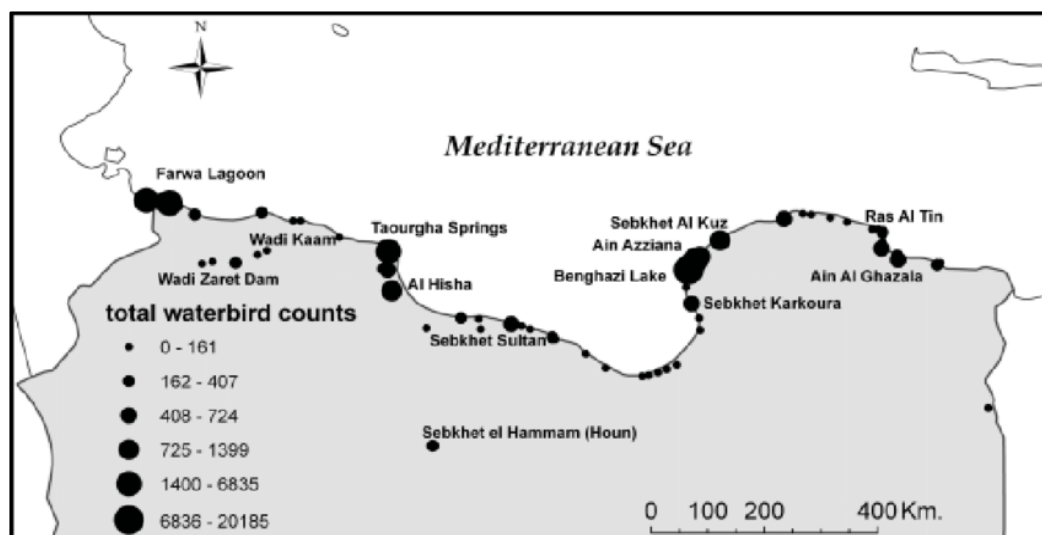 N
Mediterranean Sea
Farwa Lagoon
Taourgha Springs
Wadi Kaam
Wadi Zaret Dam
Al Hisha
Sebkhet Al Kuz
Ain Azziana
Benghazi Lake
Ras Al Tin
Ain Al Ghazala
Sebkhet Karkoura
Sebkhet Sultan
Sebkhet el Hammam (Houn)
total waterbird counts
0 - 161
162 - 407
408 - 724
725 - 1399
1400 - 6835
6836 - 20185
0 100 200 400 Km.